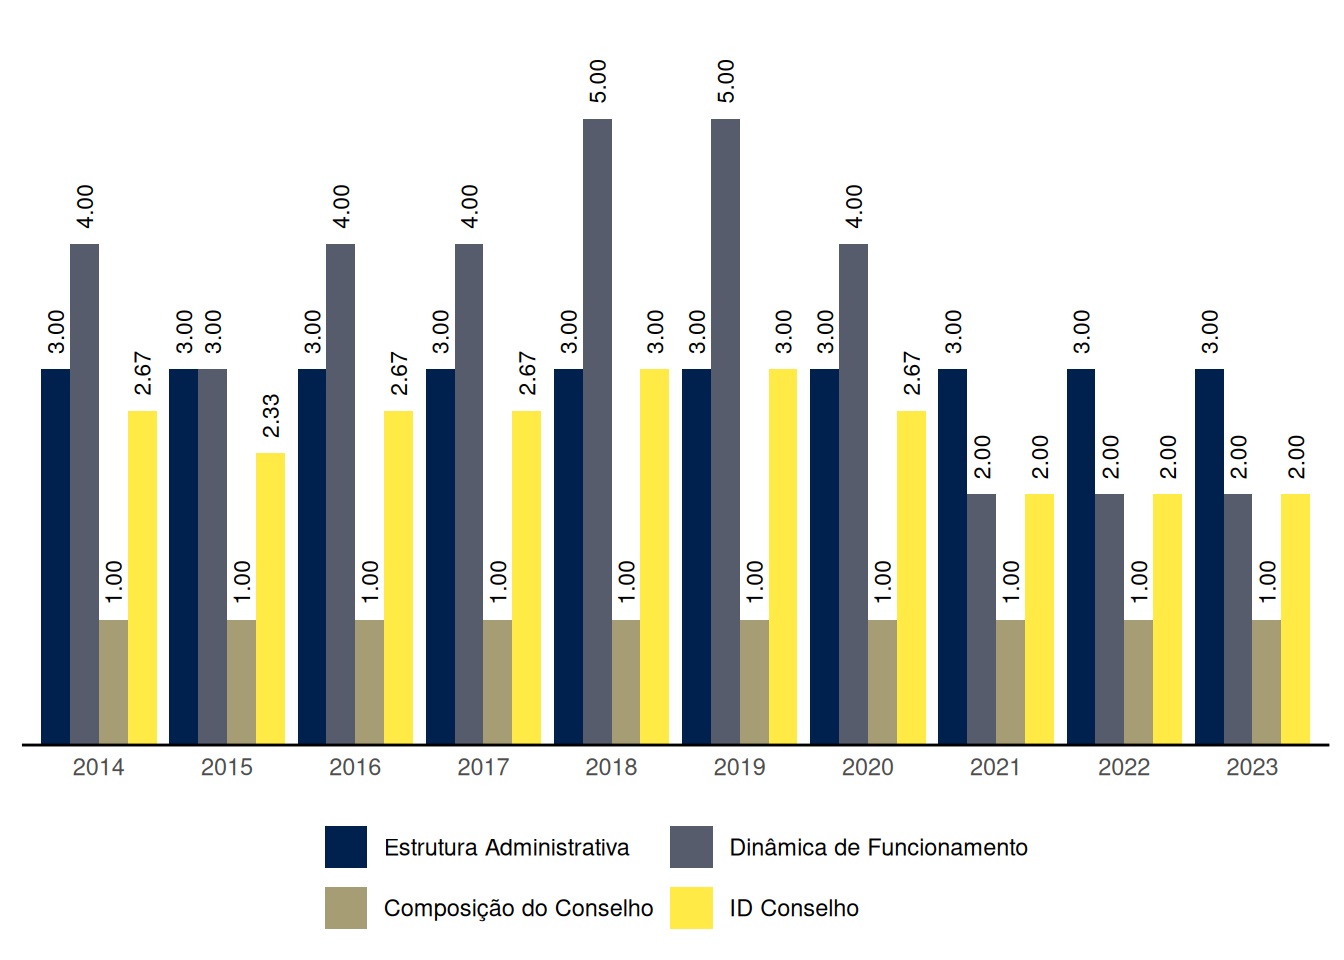 5.00 5.00
4.00 4.00 4.00 4.00
3.00 3.00 3.00 3.00 3.00 3.00 3.00 3.00 3.00 3.00 3.00 3.00 3.00
2.67 2.67 2.67 2.67
2.33
2.00 2.00 2.00 2.00 2.00 2.00
1.00 1.00 1.00 1.00 1.00 1.00 1.00 1.00 1.00 1.00
2014 2015 2016 2017 2018 2019 2020 2021 2022 2023
Estrutura Administrativa Dinâmica de Funcionamento
Composição do Conselho ID Conselho